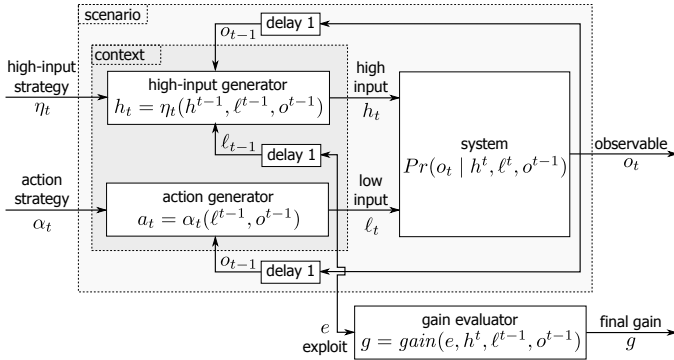 scenario
delay 1
o_{t−1}
context
high-input
strategy
η_t
high-input generator
h_t = η_t(h^{t−1}, ℓ^{t−1}, o^{t−1})
high
input
h_t
ℓ_{t−1}
delay 1
system
Pr(o_t | h^t, ℓ^t, o^{t−1})
observable
o_t
action
strategy
α_t
action generator
a_t = α_t(ℓ^{t−1}, o^{t−1})
low
input
ℓ_t
o_{t−1}
delay 1
e
exploit
gain evaluator
g = gain(e, h^t, ℓ^{t−1}, o^{t−1})
final gain
g